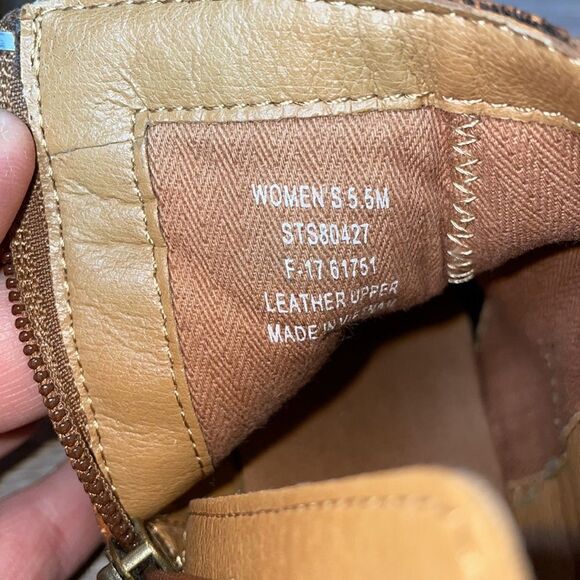 WOMEN'S 5.5M
STS80427
F-17 61751
LEATHER UPPER
MADE IN